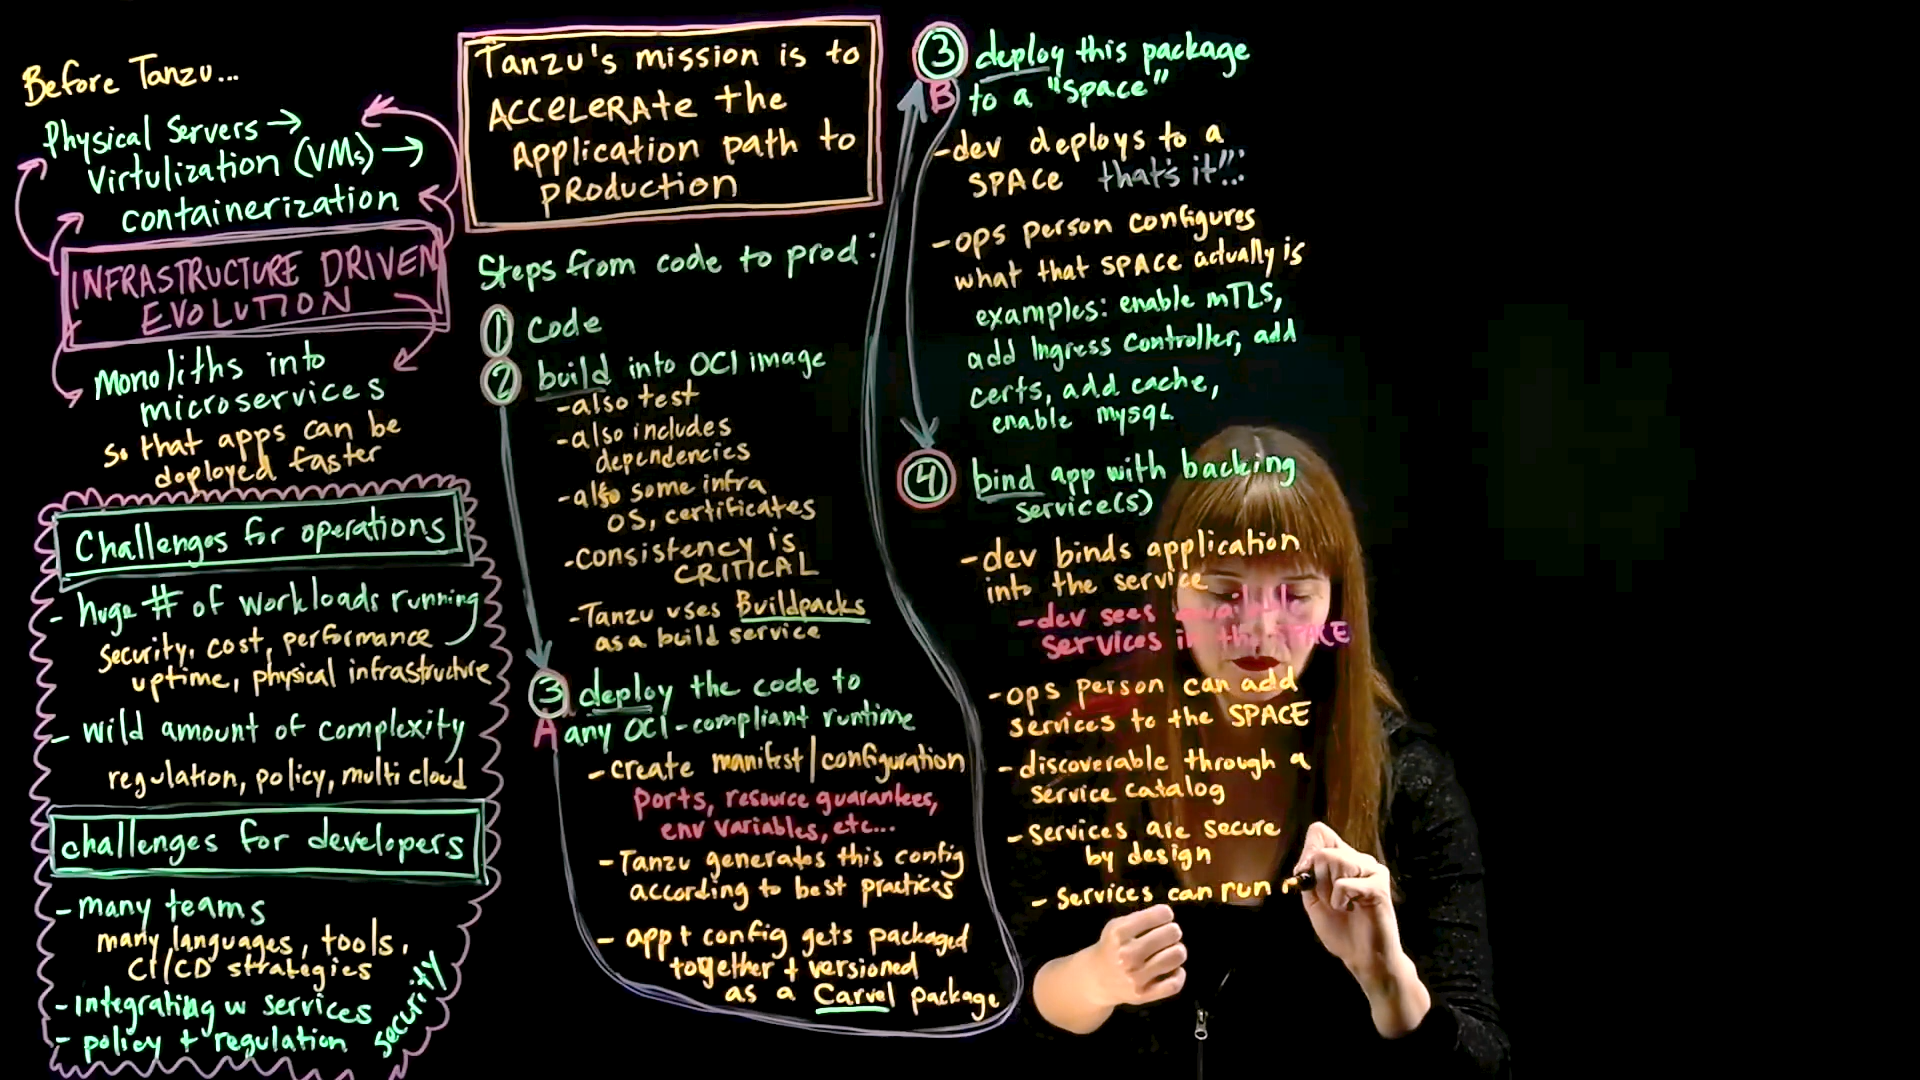 Before Tanzu...
Physical Servers →
Virtulization (VMs) →
containerization
INFRASTRUCTURE DRIVEN
EVOLUTION
Monoliths into
microservices
so that apps can be
doployed faster
Challenges for operations
- huge # of workloads running
security, cost, performance
uptime, physical infrastructure
- wild amount of complexity
regulation, policy, multi cloud
challenges for developers
- many teams
many languages, tools,
CI/CD strategies
- integrating w services
- policy + regulation
security
Tanzu's mission is to
ACCELERATE the
Application path to
PRODUCTION
Steps from code to prod:
1 Code
2 build into OCI image
- also test
- also includes
dependencies
- also some infra
OS, certificates
- consistency is
CRITICAL
- Tanzu uses Buildpacks
as a build service
3 deploy the code to
A any OCI-compliant runtime
- create manifest/configuration
ports, resource guarantees,
env variables, etc...
- Tanzu generates this config
according to best practices
- app + config gets packaged
together + versioned
as a Carvel package
3 deploy this package
B to a "space"
- dev deploys to a
SPACe that's it!!
- ops person configures
what that SPACe actually is
examples: enable mTLS,
add Ingress Controller, add
certs, add cache,
enable mysql
4 bind app with backing
service(s)
- dev binds application
into the service
- dev sees available
services in the SPACE
- ops person can add
services to the SPACE
- discoverable through a
service catalog
- services are secure
by design
- services can run